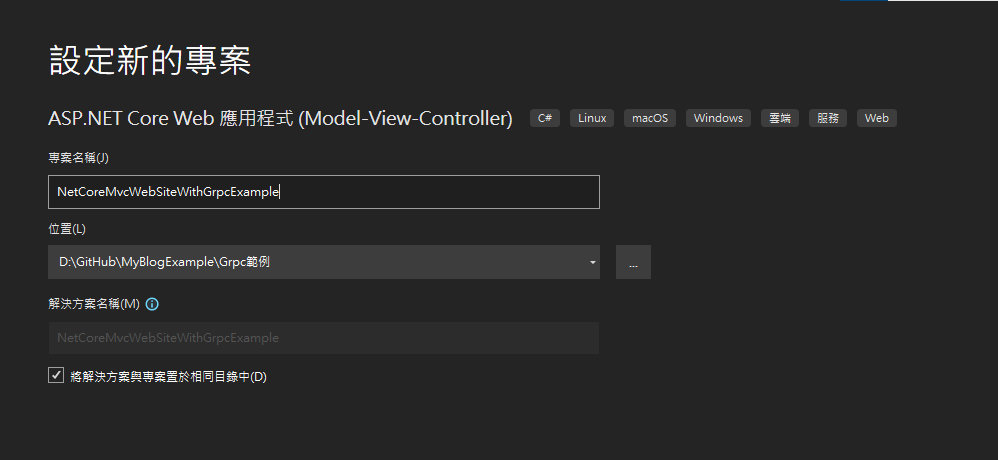 設定新的專案
ASP.NET Core Web 應用程式 (Model-View-Controller) C# Linux macOS Windows 雲端 服務 Web
專案名稱(J)
NetCoreMvcWebSiteWithGrpcExample
位置(L)
D:\GitHub\MyBlogExample\Grpc範例 ...
解決方案名稱(M)
NetCoreMvcWebSiteWithGrpcExample
將解決方案與專案置於相同目錄中(D)